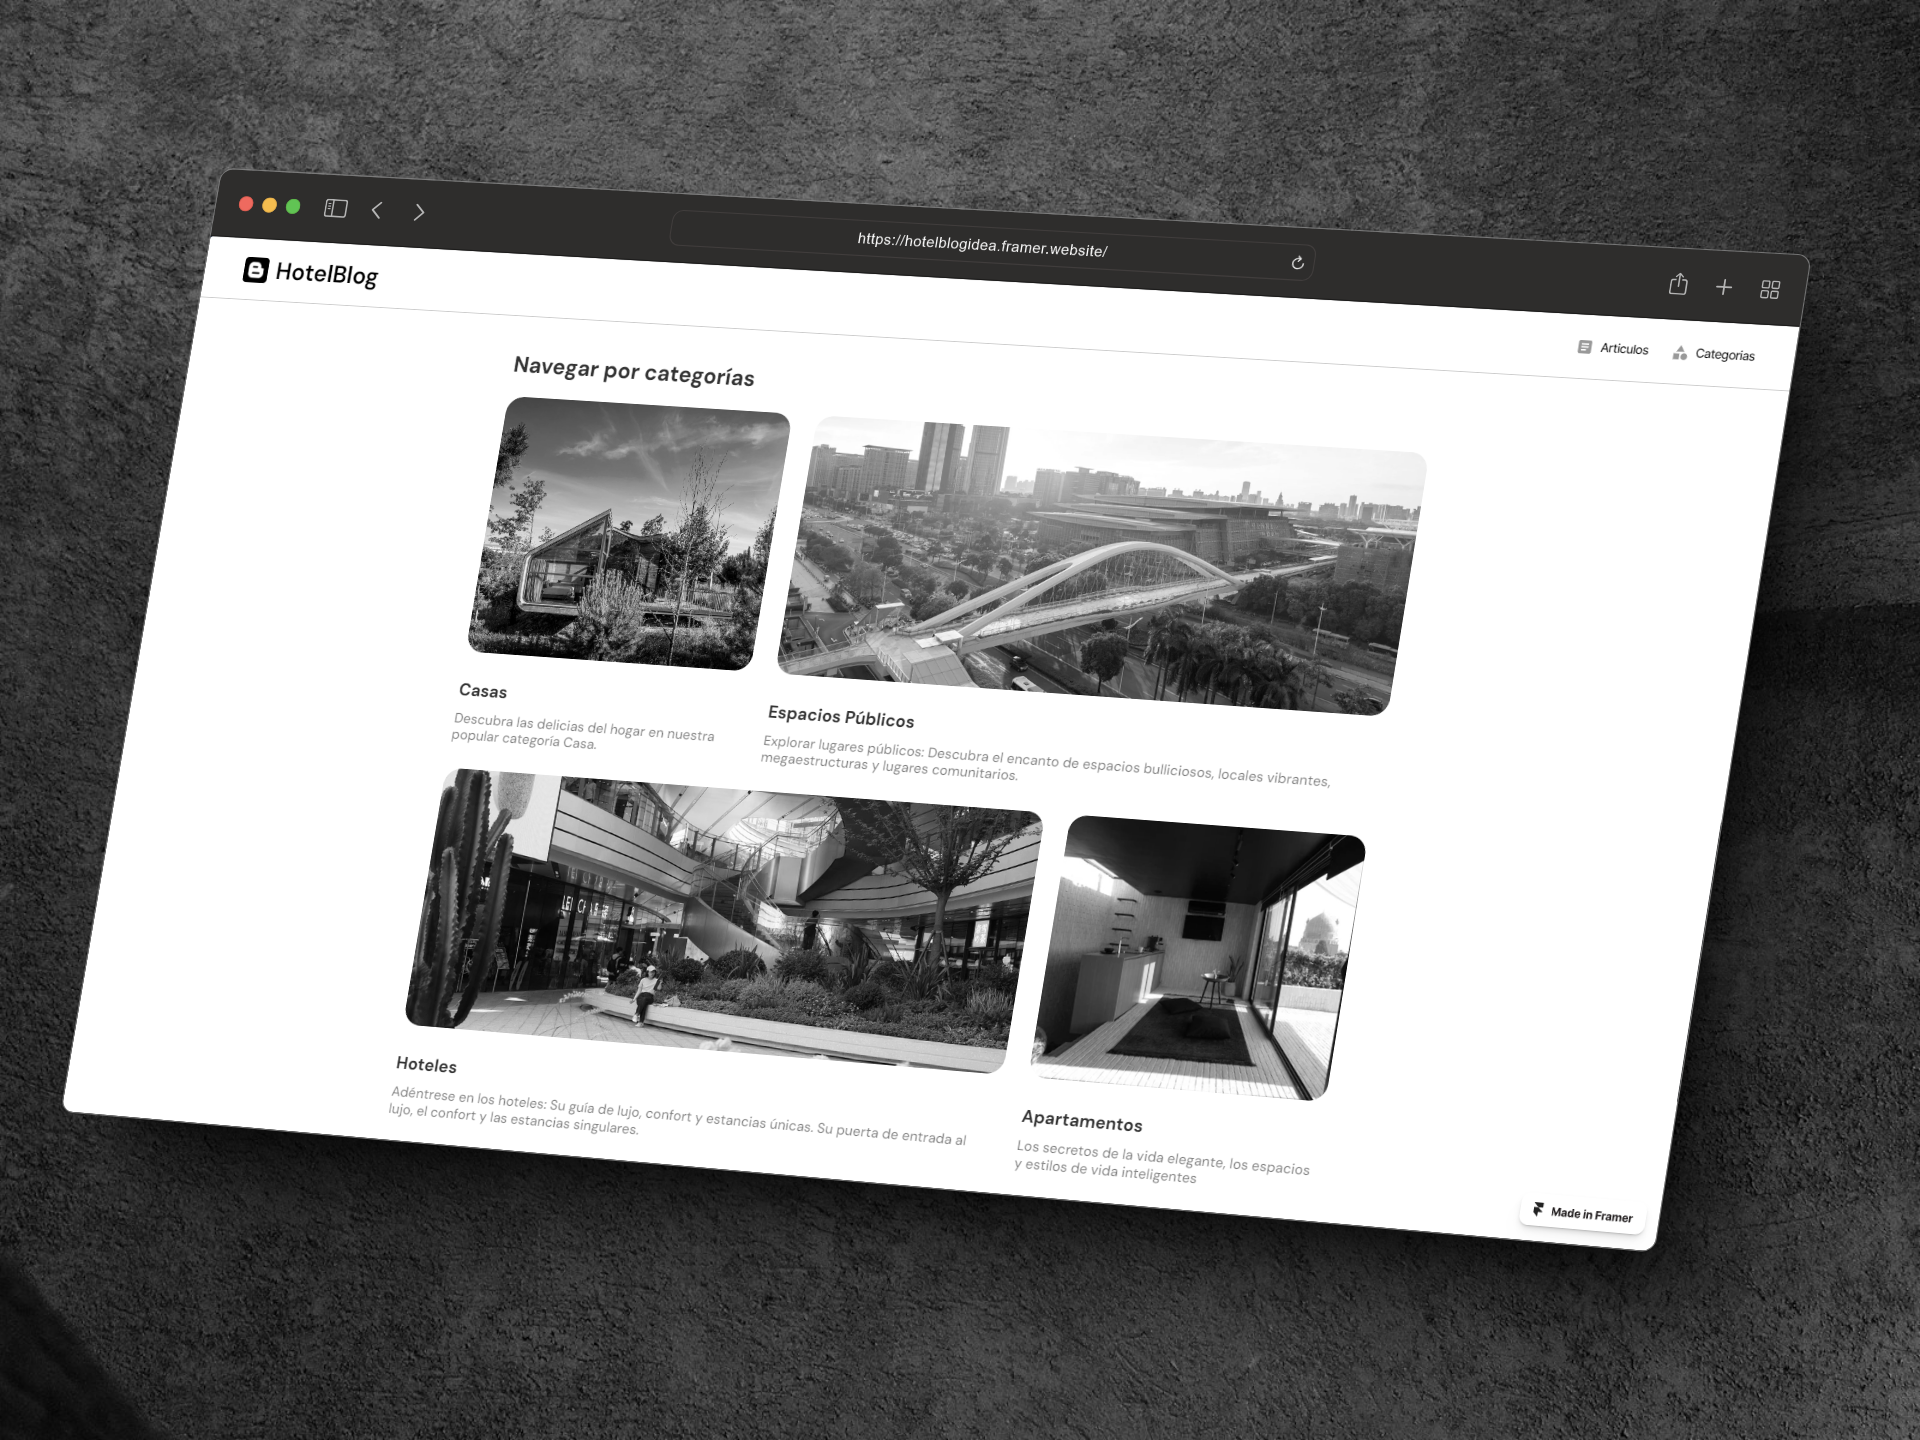 https://hotelblogidea.framer.website/
HotelBlog
Articulos
Categorias
Navegar por categorías
Casas
Descubra las delicias del hogar en nuestra
popular categoría Casa.
Espacios Públicos
Explorar lugares públicos: Descubra el encanto de espacios bulliciosos, locales vibrantes,
megaestructuras y lugares comunitarios.
Hoteles
Adéntrese en los hoteles: Su guía de lujo, confort y estancias únicas. Su puerta de entrada al
lujo, el confort y las estancias singulares.
Apartamentos
Los secretos de la vida elegante, los espacios
y estilos de vida inteligentes
Made in Framer